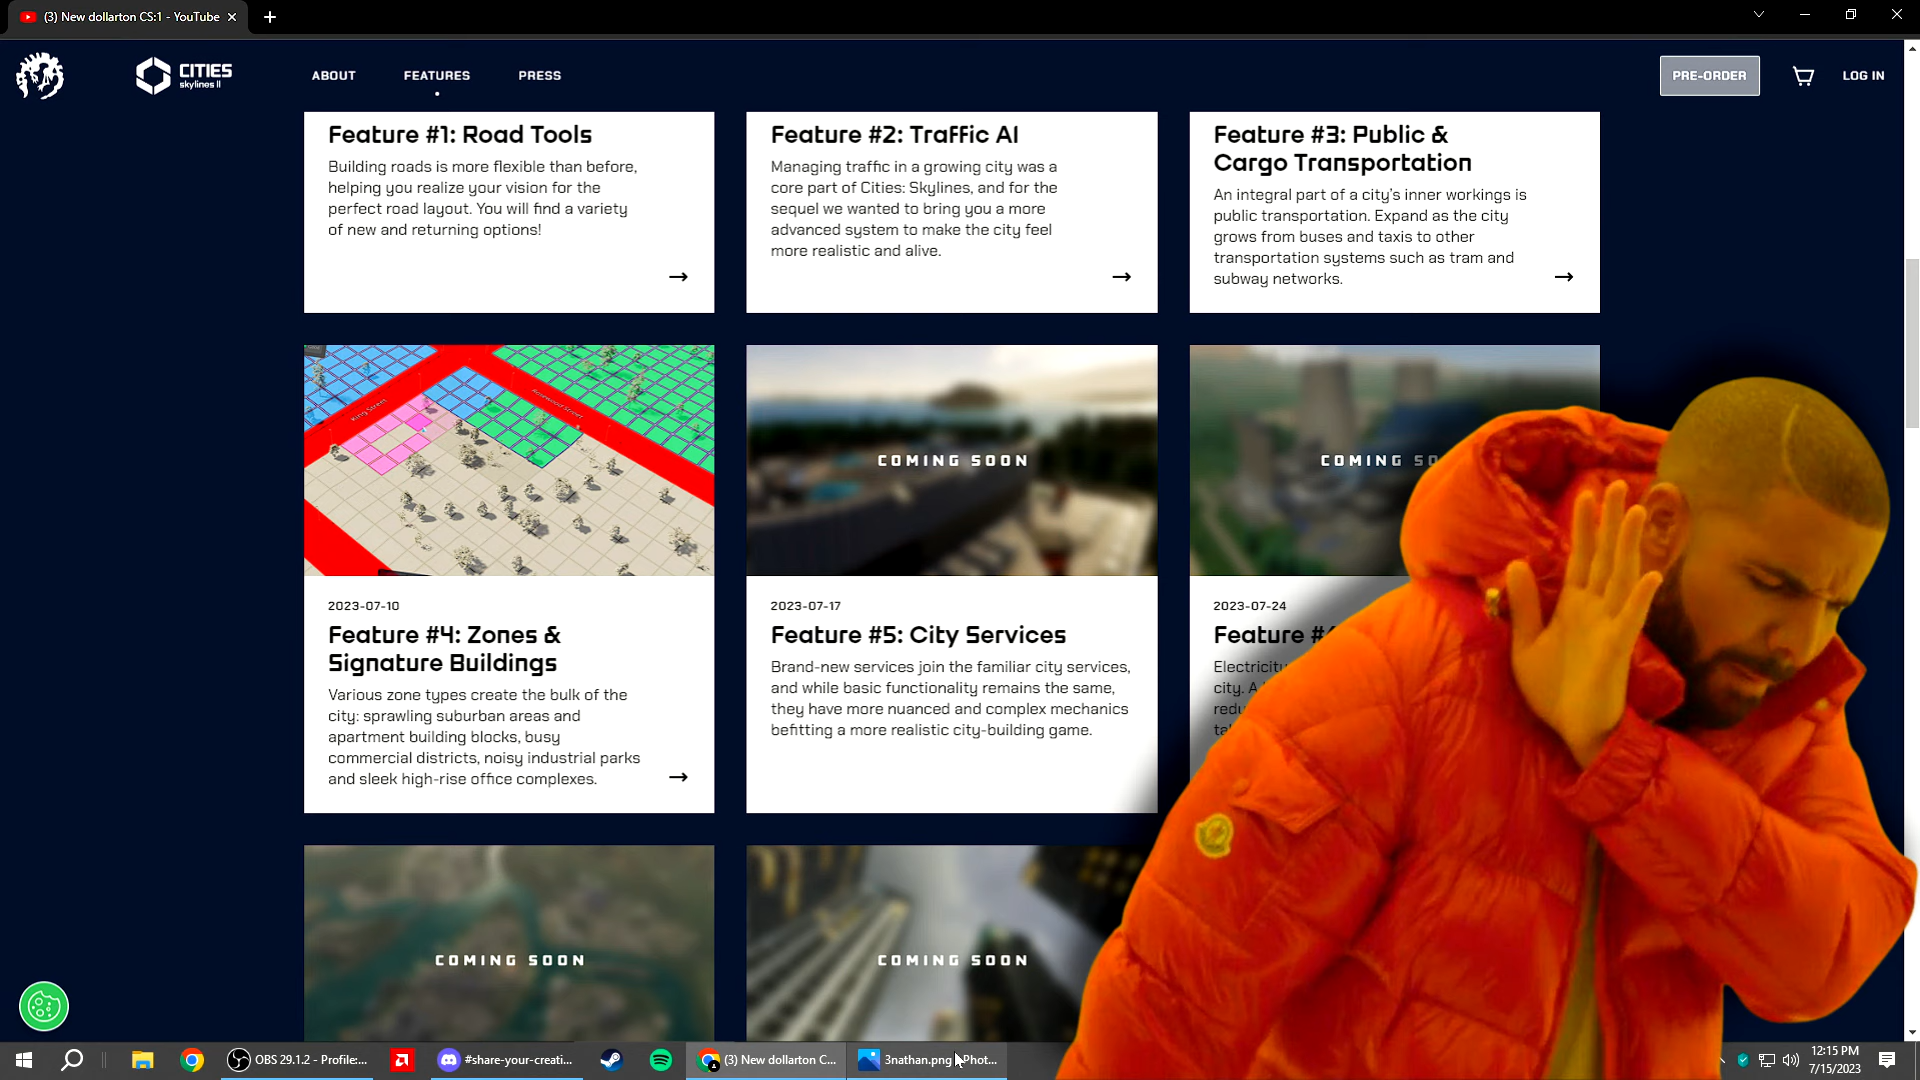 (3) New dollarton CS:1 - YouTube
CITIES
skylines II
ABOUT
FEATURES
PRESS
PRE-ORDER
LOG IN
Feature #1: Road Tools
Building roads is more flexible than before,
helping you realize your vision for the
perfect road layout. You will find a variety
of new and returning options!
Feature #2: Traffic AI
Managing traffic in a growing city was a
core part of Cities: Skylines, and for the
sequel we wanted to bring you a more
advanced system to make the city feel
more realistic and alive.
Feature #3: Public &
Cargo Transportation
An integral part of a city's inner workings is
public transportation. Expand as the city
grows from buses and taxis to other
transportation systems such as tram and
subway networks.
King Street
2023-07-10
Feature #4: Zones &
Signature Buildings
Various zone types create the bulk of the
city: sprawling suburban areas and
apartment building blocks, busy
commercial districts, noisy industrial parks
and sleek high-rise office complexes.
COMING SOON
2023-07-17
Feature #5: City Services
Brand-new services join the familiar city services,
and while basic functionality remains the same,
they have more nuanced and complex mechanics
befitting a more realistic city-building game.
COMING SO
2023-07-24
Feature #
Electricity
city. A
redu
COMING SOON
COMING SOON
OBS 29.1.2 - Profile:...
#share-your-creati...
(3) New dollarton C...
3nathan.png - Phot...
12:15 PM
7/15/2023